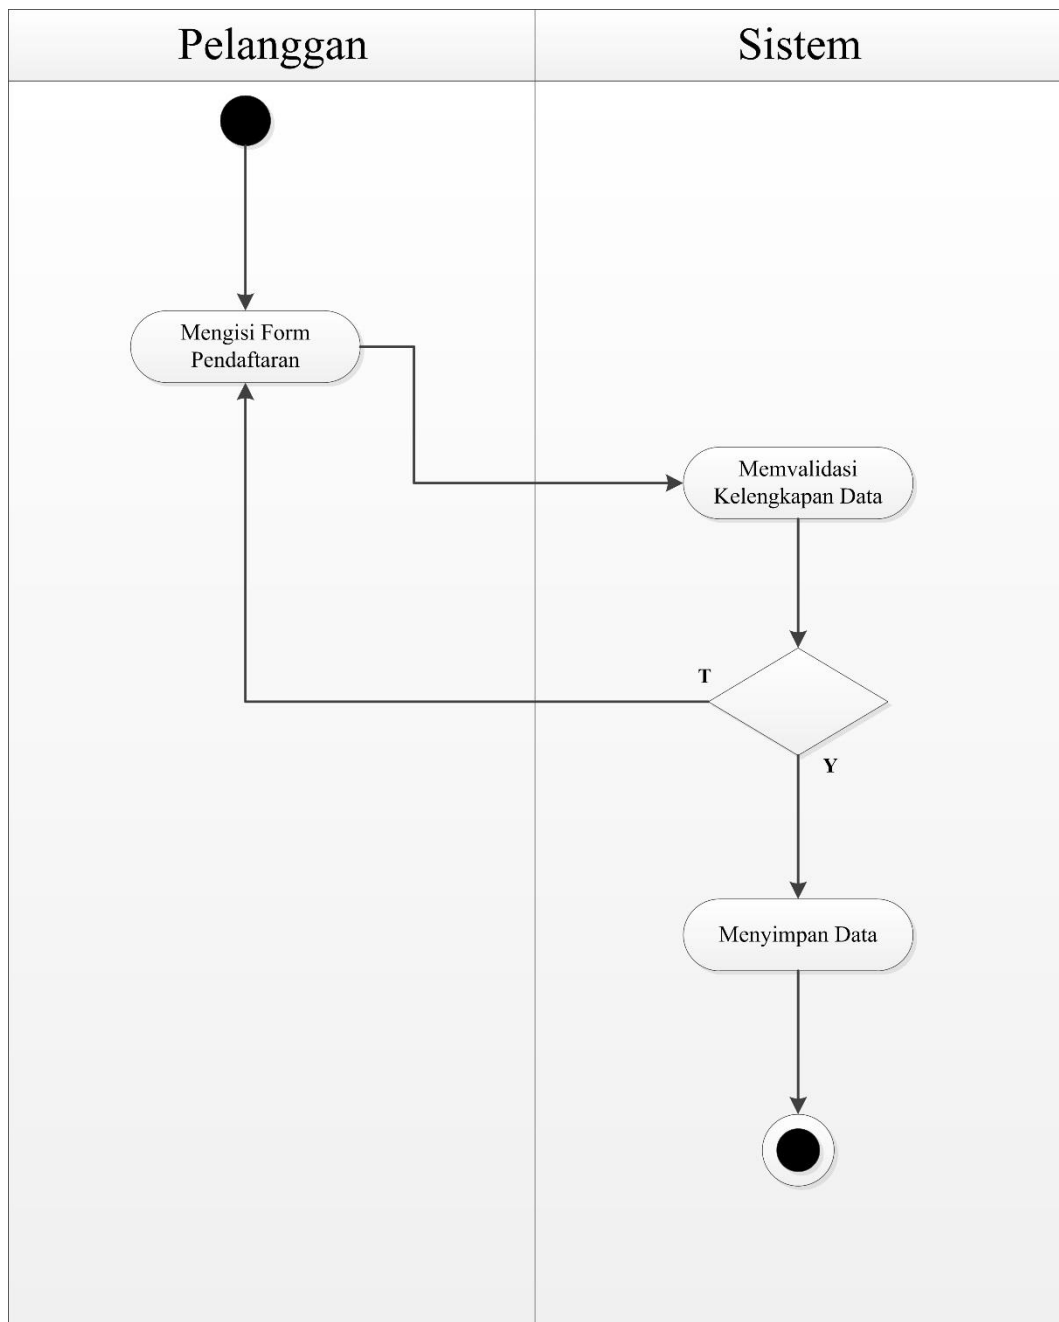 Pelanggan
Sistem
Mengisi Form
Pendaftaran
Memvalidasi
Kelengkapan Data
T
Y
Menyimpan Data